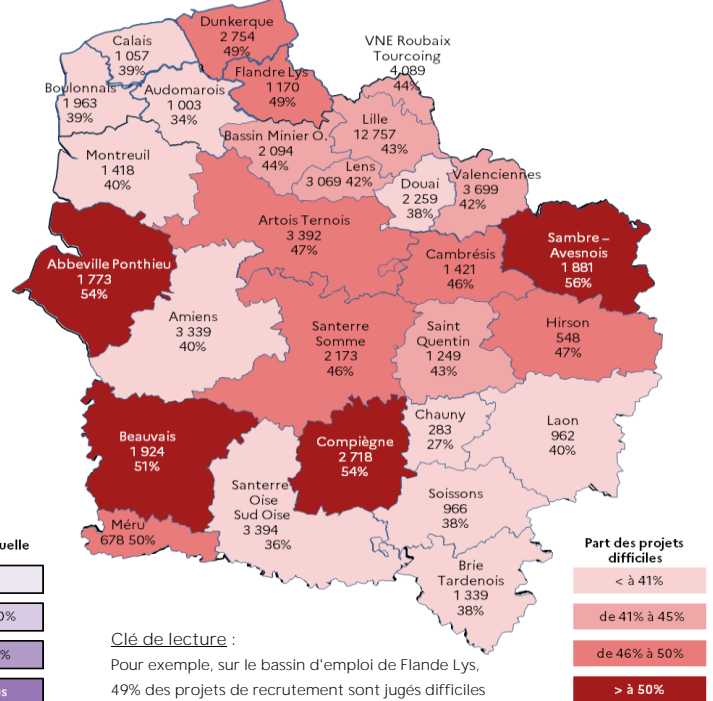 Dunkerque
2 754
49%
Calais
1 057
39%
VNE Roubaix
Tourcoing
4,089
44%
Flandre Lys
1 170
49%
Boulonnais
1 963
39%
Audomarois
1 003
34%
Lille
12 757
43%
Bassin Minier O.
2 094
44%
Montreuil
1 418
40%
Lens
3 069 42%
Douai
2 259
38%
Valenciennes
3 699
42%
Artois Ternois
3 392
47%
Sambre –
Avesnois
1 881
56%
Abbeville Ponthieu
1 773
54%
Cambrésis
1 421
46%
Amiens
3 339
40%
Santerre
Somme
2 173
46%
Saint
Quentin
1 249
43%
Hirson
548
47%
Chauny
283
27%
Laon
962
40%
Beauvais
1 924
51%
Compiègne
2 718
54%
Santerre
Oise
Sud Oise
3 394
36%
Soissons
966
38%
Méru
678 50%
Brie
Tardenois
1 339
38%
uelle
0%
%
s
Part des projets
difficiles
< à 41%
de 41% à 45%
de 46% à 50%
> à 50%
Clé de lecture :
Pour exemple, sur le bassin d'emploi de Flande Lys,
49% des projets de recrutement sont jugés difficiles